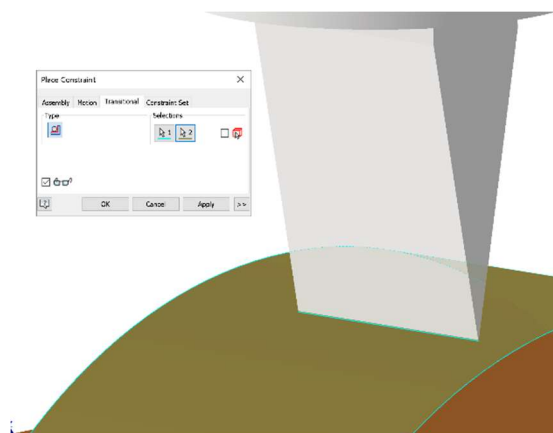 Place Constraint
Assembly Motion Transitional Constraint Set
Type
Selections
1 2
OK Cancel Apply >>